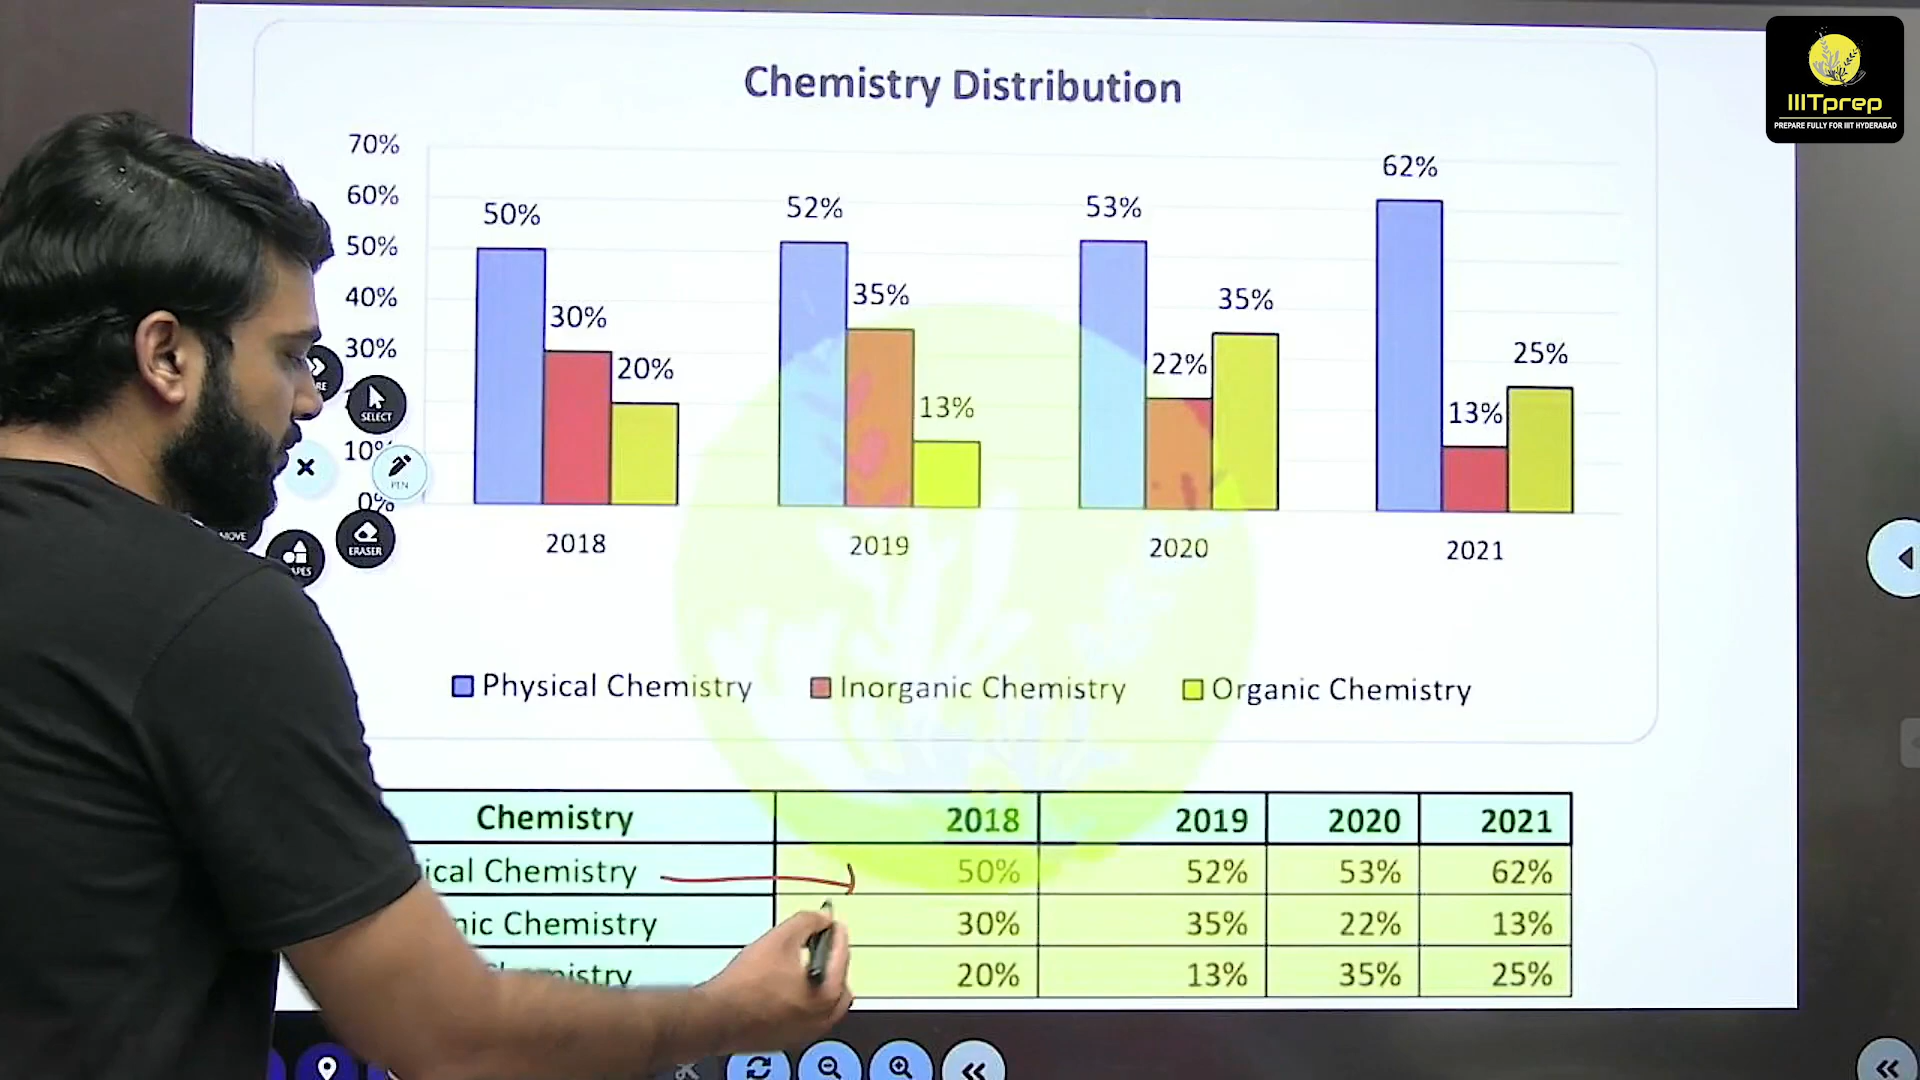 IIITprep
PREPARE FULLY FOR IIIT HYDERABAD
Chemistry Distribution
70%
60%
50%
40%
30%
10%
0%
50%
30%
20%
52%
35%
13%
53%
22%
35%
62%
13%
25%
2018 2019 2020 2021
SELECT
PEN
ERASER
Physical Chemistry Inorganic Chemistry Organic Chemistry
Chemistry 2018 2019 2020 2021
ical Chemistry 50% 52% 53% 62%
nic Chemistry 30% 35% 22% 13%
20% 13% 35% 25%